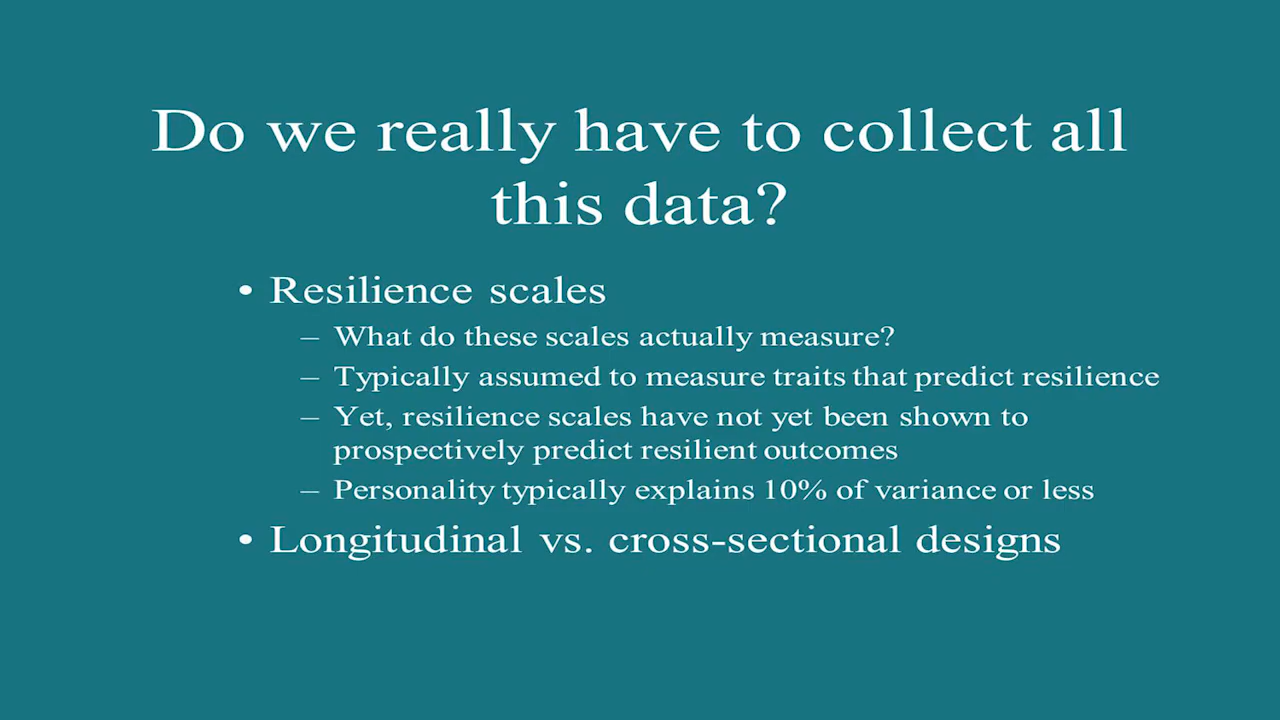 Do we really have to collect all
this data?
• Resilience scales
– What do these scales actually measure?
– Typically assumed to measure traits that predict resilience
– Yet, resilience scales have not yet been shown to
prospectively predict resilient outcomes
– Personality typically explains 10% of variance or less
• Longitudinal vs. cross-sectional designs